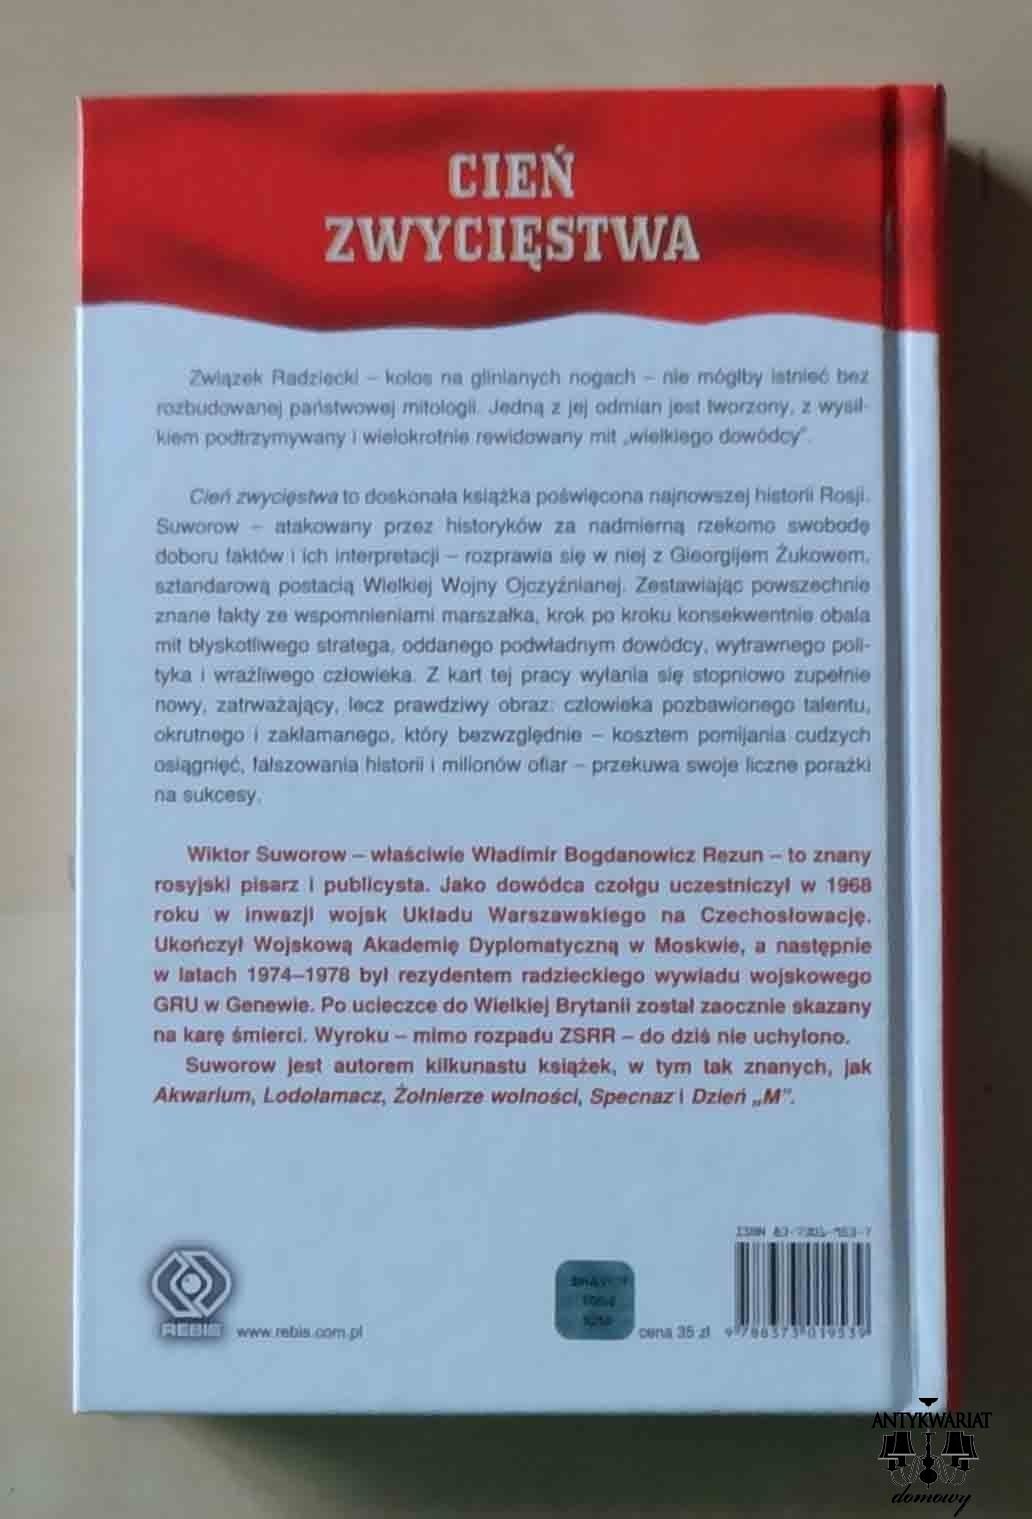 CIEŃ
ZWYCIĘSTWA
Związek Radziecki – kolos na glinianych nogach – nie mógłby istnieć bez
rozbudowanej państwowej mitologii. Jedną z jej odmian jest tworzony, z wysił-
kiem podtrzymywany i wielokrotnie rewidowany mit „wielkiego dowódcy”.
Cień zwycięstwa to doskonała książka poświęcona najnowszej historii Rosji.
Suworow – atakowany przez historyków za nadmierną rzekomo swobodę
doboru faktów i ich interpretacji – rozprawia się w niej z Gieorgijem Żukowem,
sztandarową postacią Wielkiej Wojny Ojczyźnianej. Zestawiając powszechnie
znane fakty ze wspomnieniami marszałka, krok po kroku konsekwentnie obala
mit błyskotliwego stratega, oddanego podwładnym dowódcy, wytrawnego poli-
tyka i wrażliwego człowieka. Z kart tej pracy wyłania się stopniowo zupełnie
nowy, zatrważający, lecz prawdziwy obraz: człowieka pozbawionego talentu,
okrutnego i zakłamanego, który bezwzględnie – kosztem pomijania cudzych
osiągnięć, fałszowania historii i milionów ofiar – przekuwa swoje liczne porażki
na sukcesy.
Wiktor Suworow – właściwie Władimir Bogdanowicz Rezun – to znany
rosyjski pisarz i publicysta. Jako dowódca czołgu uczestniczył w 1968
roku w inwazji wojsk Układu Warszawskiego na Czechosłowację.
Ukończył Wojskową Akademię Dyplomatyczną w Moskwie, a następnie
w latach 1974–1978 był rezydentem radzieckiego wywiadu wojskowego
GRU w Genewie. Po ucieczce do Wielkiej Brytanii został zaocznie skazany
na karę śmierci. Wyroku – mimo rozpadu ZSRR – do dziś nie uchylono.
Suworow jest autorem kilkunastu książek, w tym tak znanych, jak
Akwarium, Lodołamacz, Żołnierze wolności, Specnaz i Dzień „M”.
ISBN 83-7301-953-7
REBIS
www.rebis.com.pl
cena 35 zł
9 788373 019539
ANTYKWARIAT
domowy